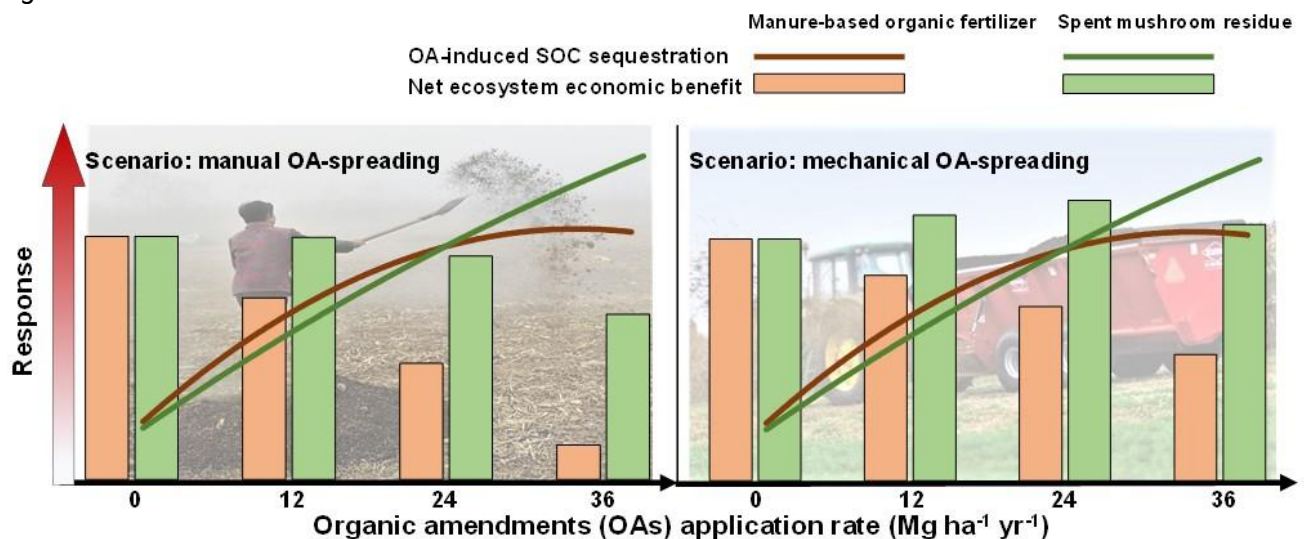 Manure-based organic fertilizer Spent mushroom residue
OA-induced SOC sequestration
Net ecosystem economic benefit
Scenario: manual OA-spreading
Scenario: mechanical OA-spreading
Response
0 12 24 36 0 12 24 36
Organic amendments (OAs) application rate (Mg ha⁻¹ yr⁻¹)